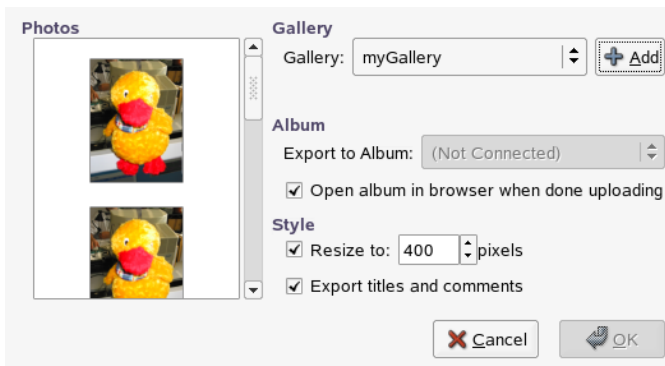 Photos
Gallery
Gallery: myGallery Add
Album
Export to Album: (Not Connected)
Open album in browser when done uploading
Style
Resize to: 400 pixels
Export titles and comments
Cancel OK